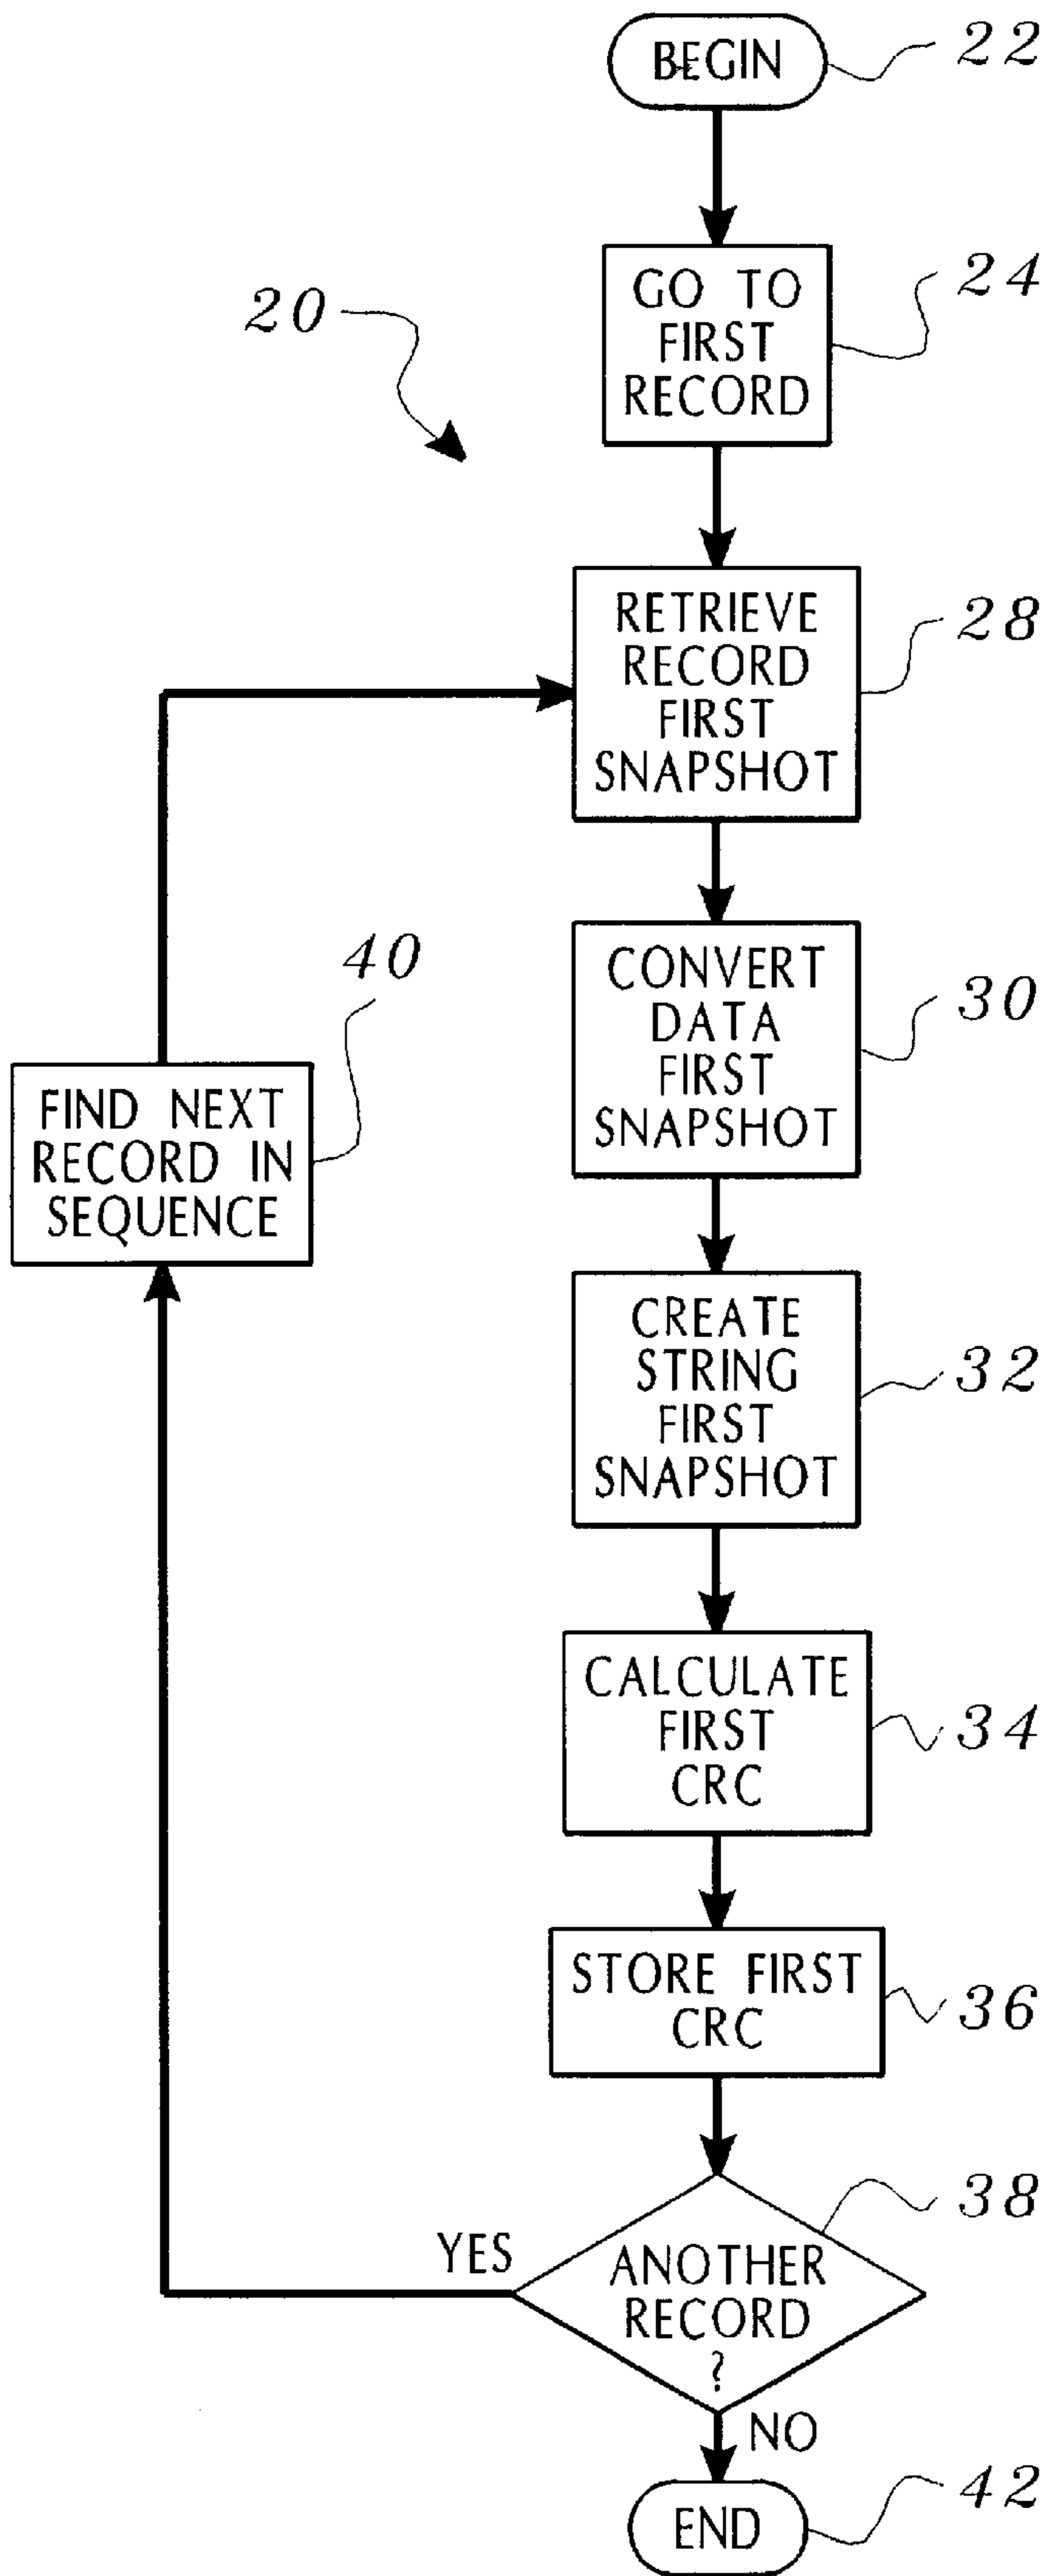 BEGIN
22
GO TO
FIRST
RECORD
24
20
RETRIEVE
RECORD
FIRST
SNAPSHOT
28
CONVERT
DATA
FIRST
SNAPSHOT
30
40
FIND NEXT
RECORD IN
SEQUENCE
CREATE
STRING
FIRST
SNAPSHOT
32
CALCULATE
FIRST
CRC
34
STORE FIRST
CRC
36
38
YES
ANOTHER
RECORD
?
NO
END
42